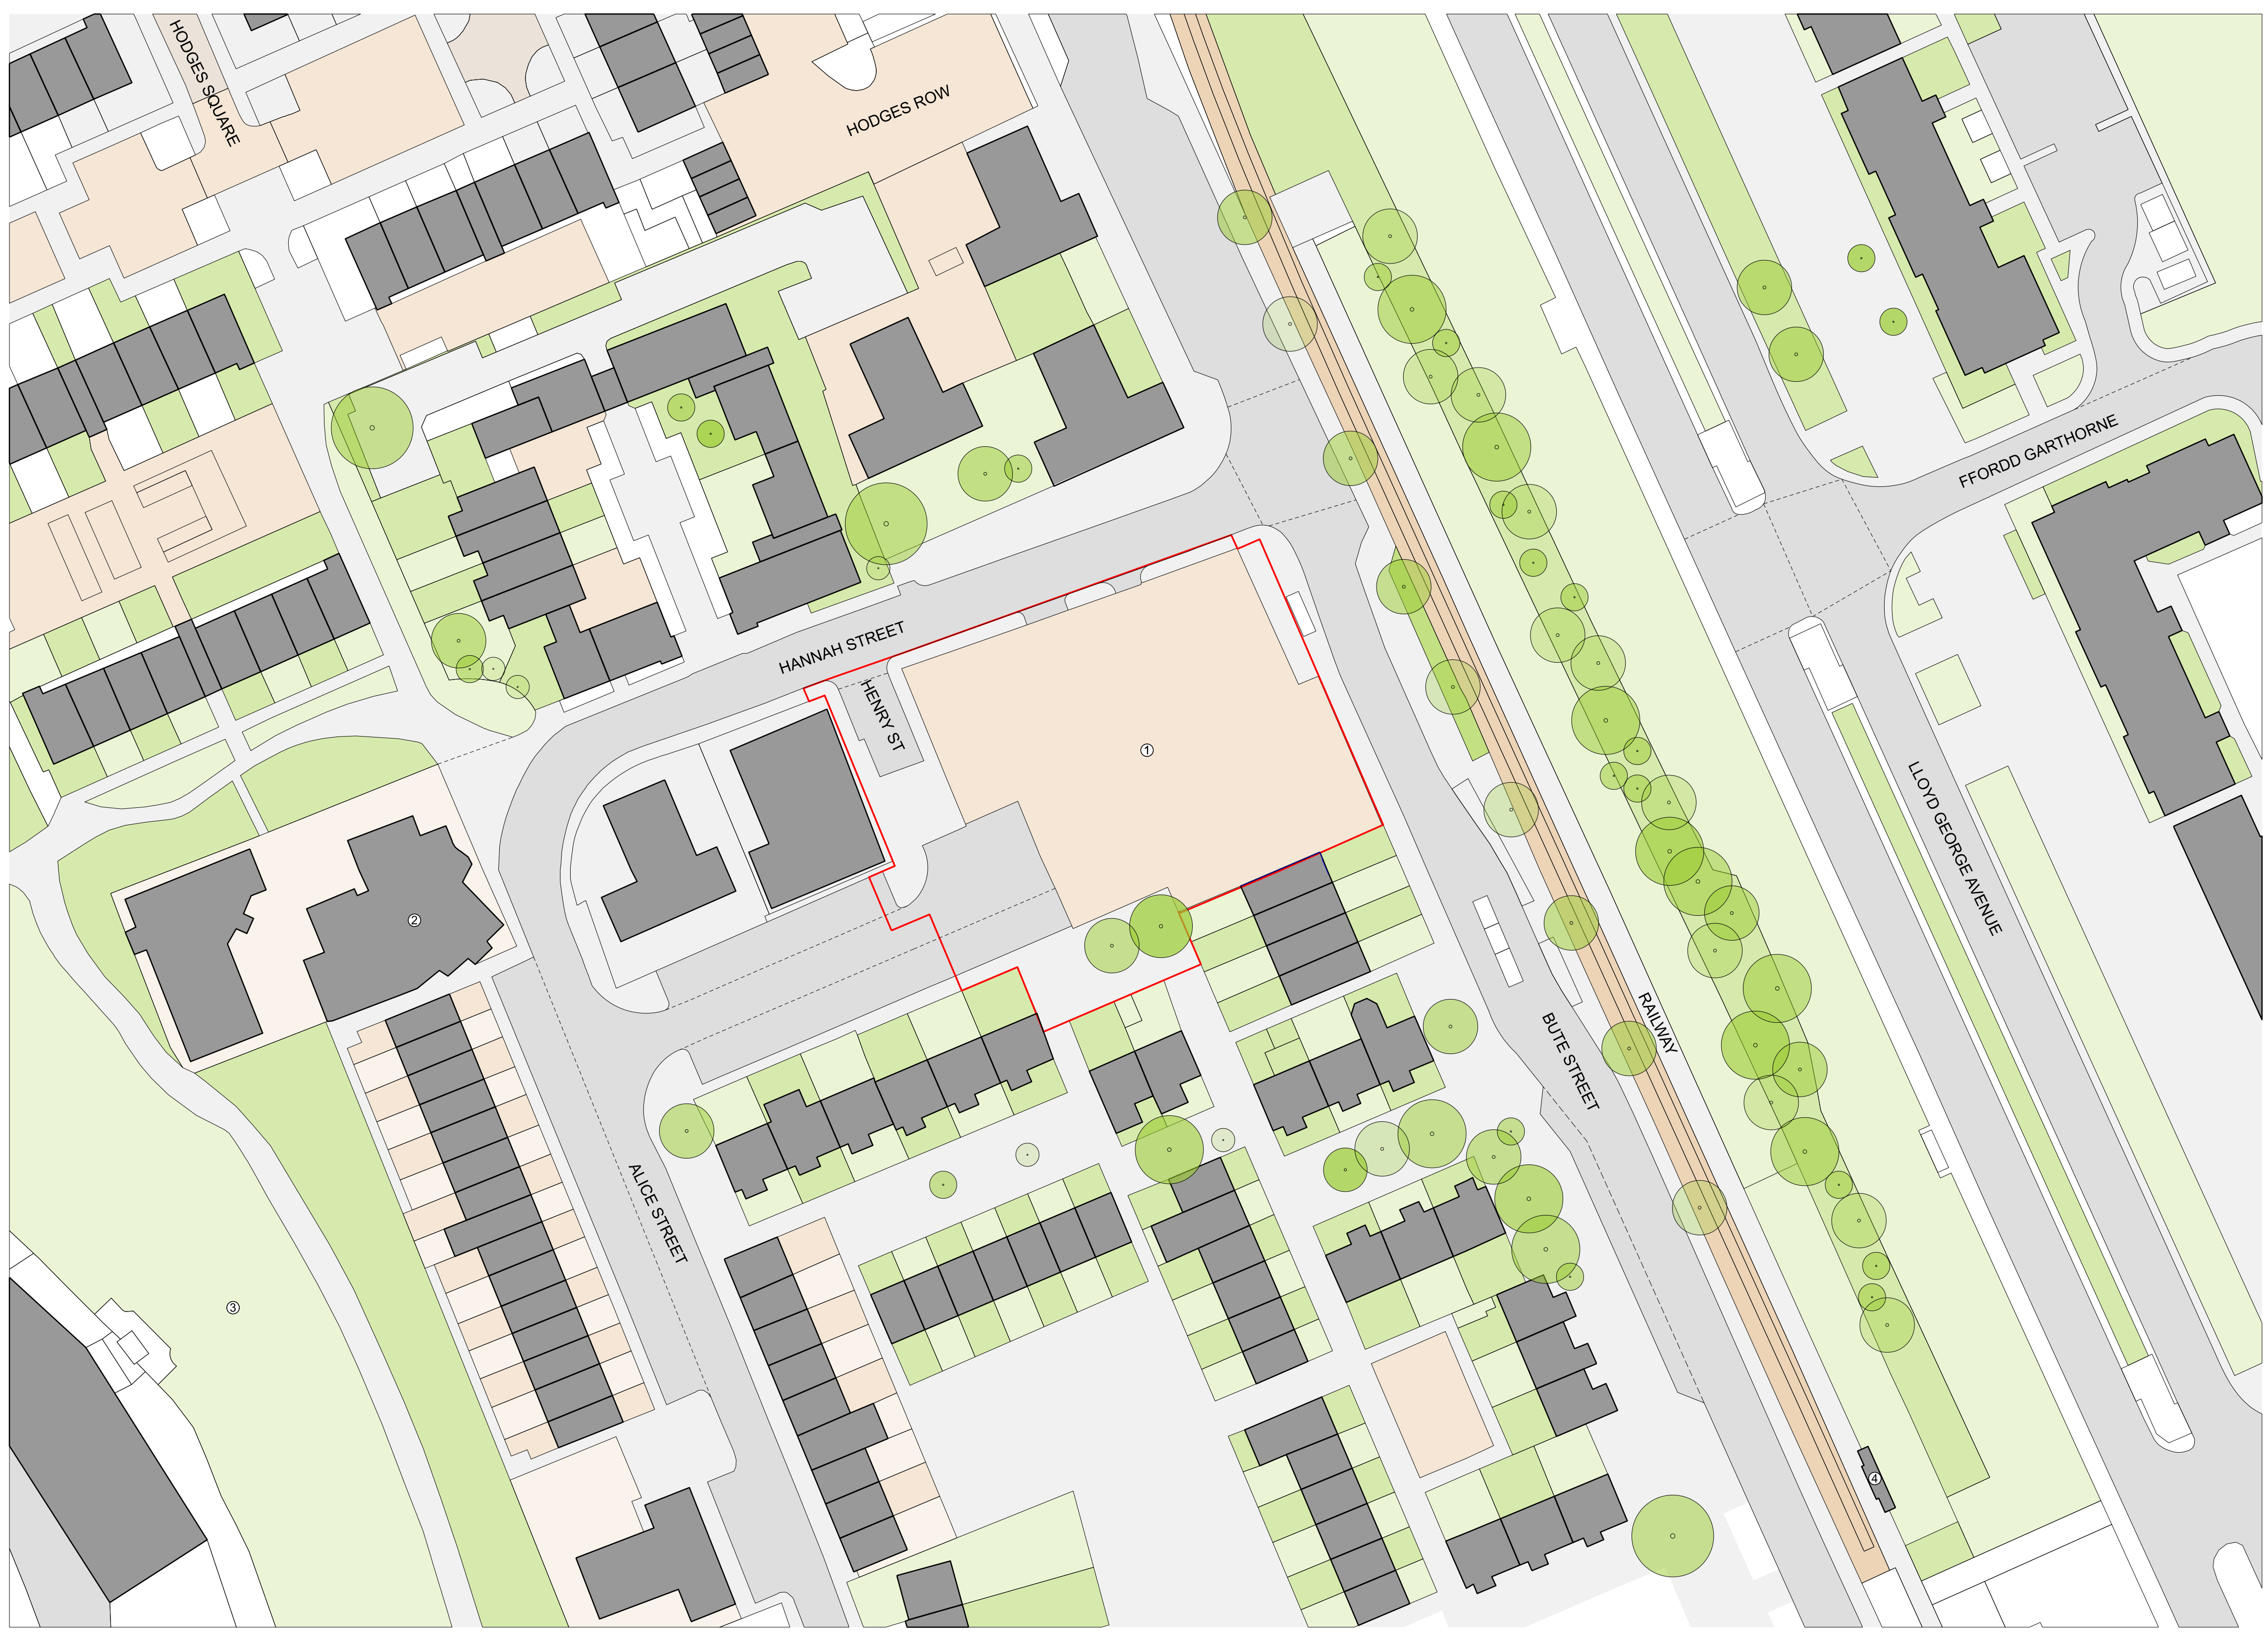 HODGES SQUARE
HODGES ROW
FFORDD GARTHORNE
HANNAH STREET
HENRY ST
1
LLOYD GEORGE AVENUE
2
RAILWAY
BUTE STREET
ALICE STREET
3
4